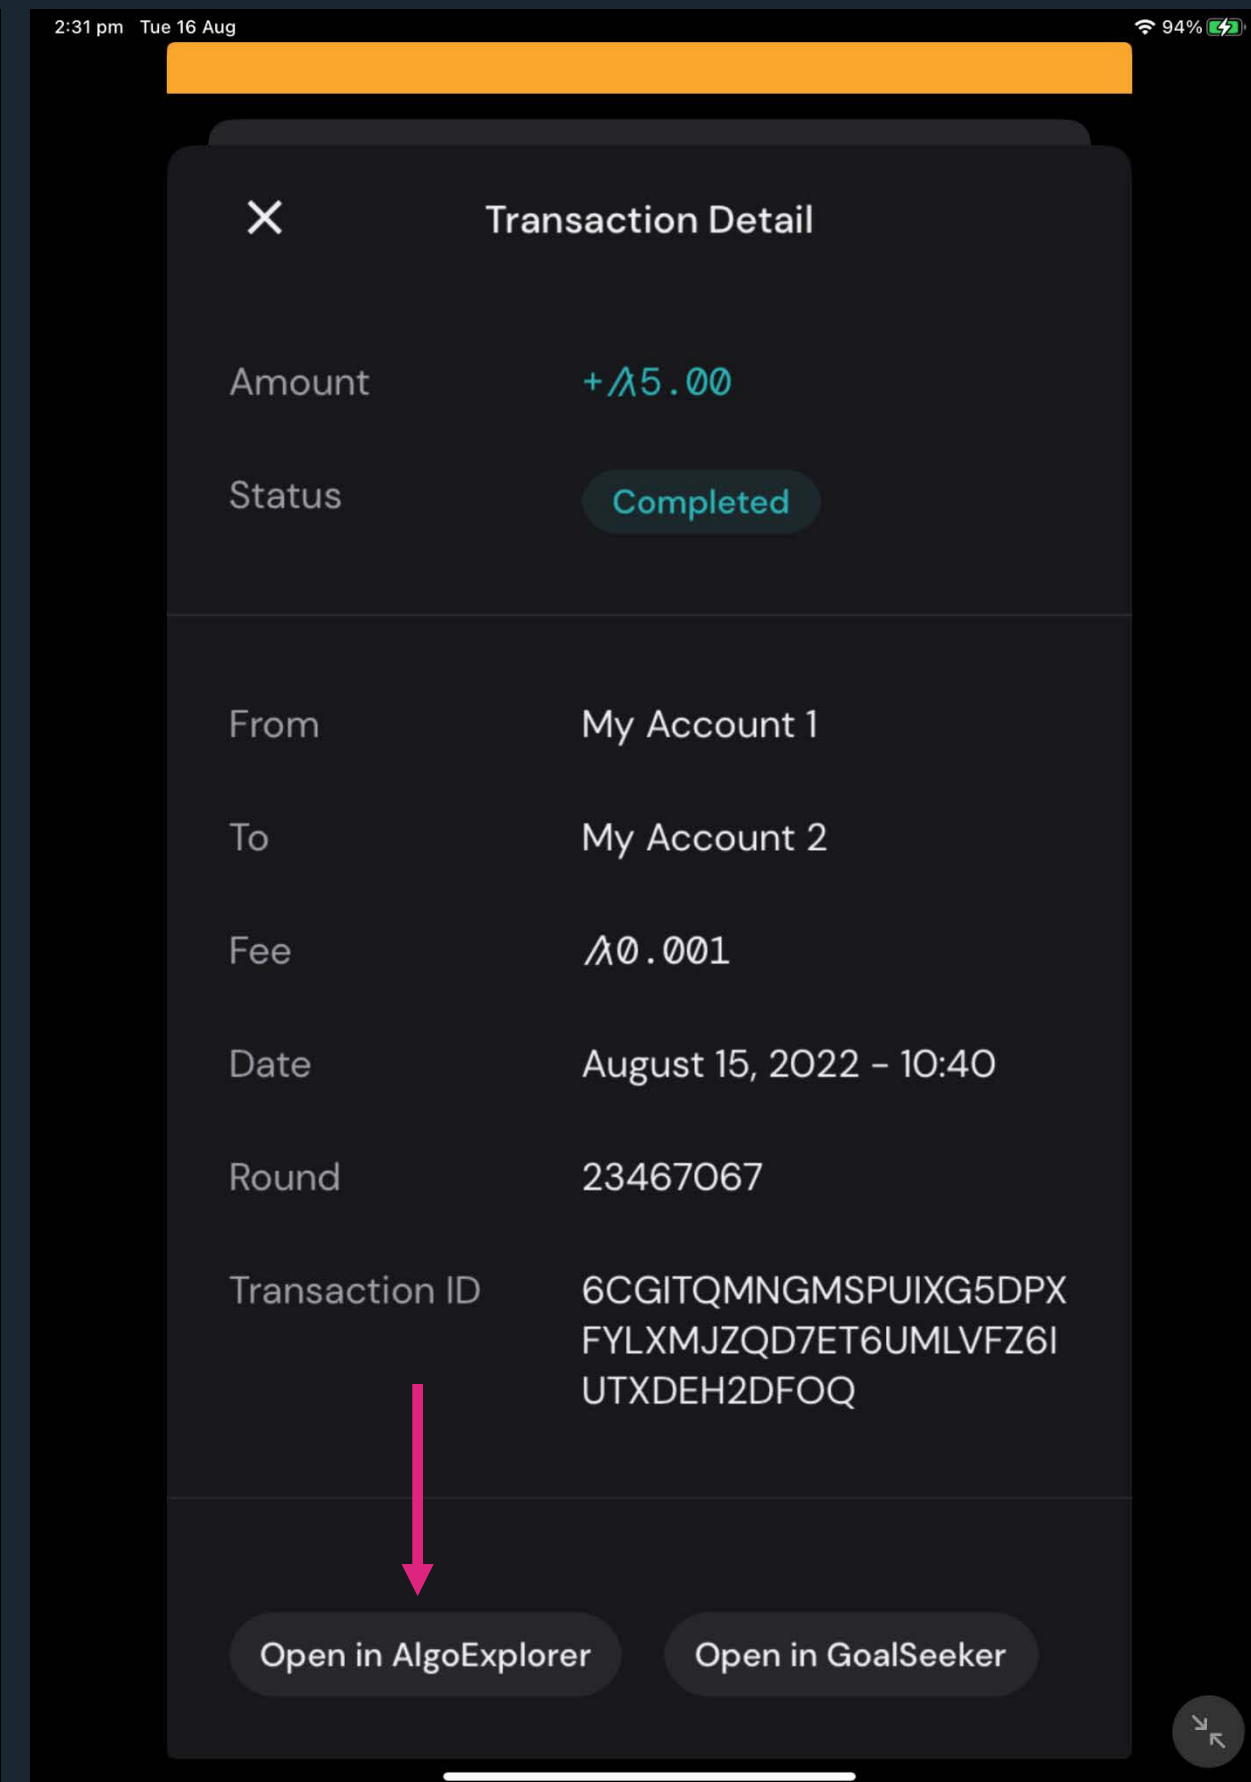 2:31 pm Tue 16 Aug 94%
Transaction Detail
Amount +5.00
Status Completed
From My Account 1
To My Account 2
Fee 0.001
Date August 15, 2022 - 10:40
Round 23467067
Transaction ID 6CGITQMNGMSPUIXG5DPX
FYLXMJZQD7ET6UMLVFZ6I
UTXDEH2DFOQ
Open in AlgoExplorer Open in GoalSeeker